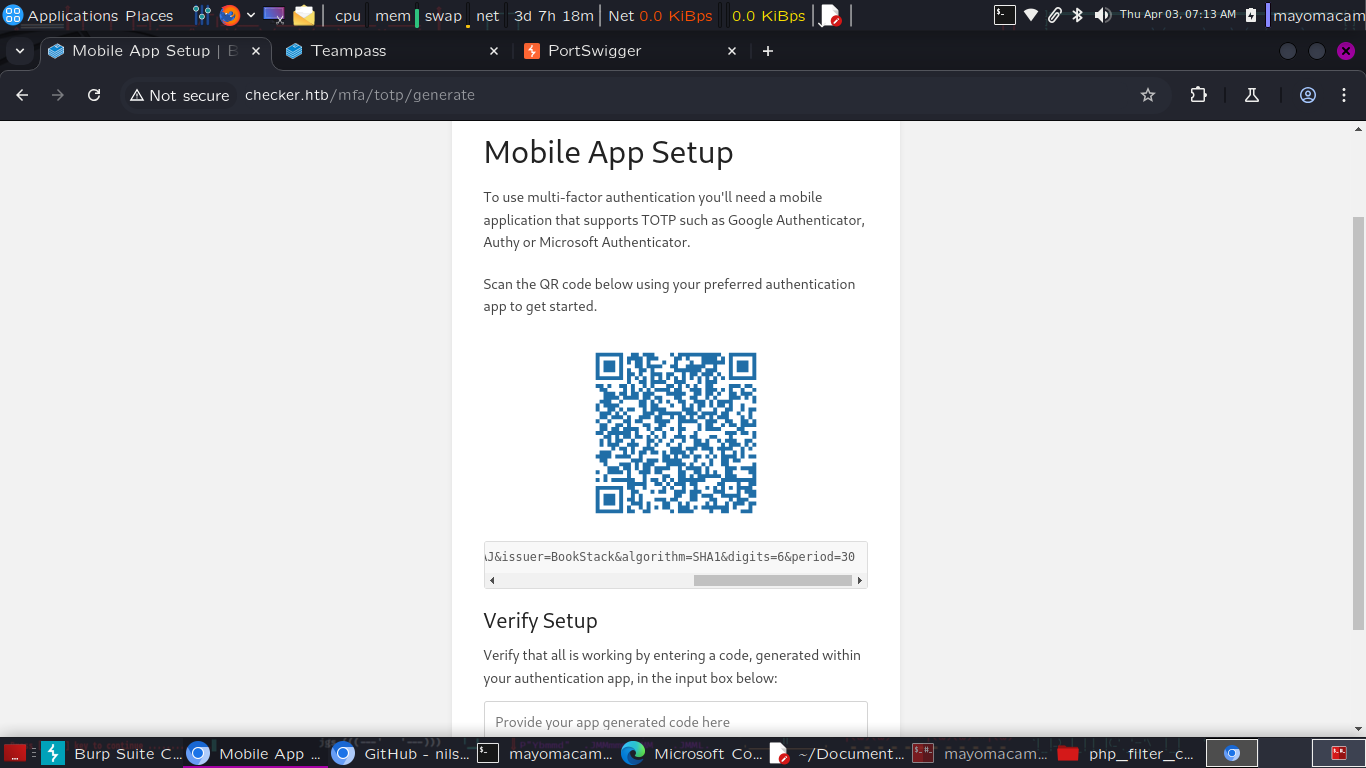 Applications Places cpu mem swap net 3d 7h 18m Net 0.0 KiBps 0.0 KiBps Thu Apr 03, 07:13 AM mayomacam
Mobile App Setup | B Teampass PortSwigger
Not secure checker.htb/mfa/totp/generate
Mobile App Setup
To use multi-factor authentication you'll need a mobile
application that supports TOTP such as Google Authenticator,
Authy or Microsoft Authenticator.
Scan the QR code below using your preferred authentication
app to get started.
J&issuer=BookStack&algorithm=SHA1&digits=6&period=30
Verify Setup
Verify that all is working by entering a code, generated within
your authentication app, in the input box below:
Provide your app generated code here
Burp Suite C... Mobile App ... GitHub - nils... mayomacam... Microsoft Co... ~/Documen... mayomacam... php_filter_c...